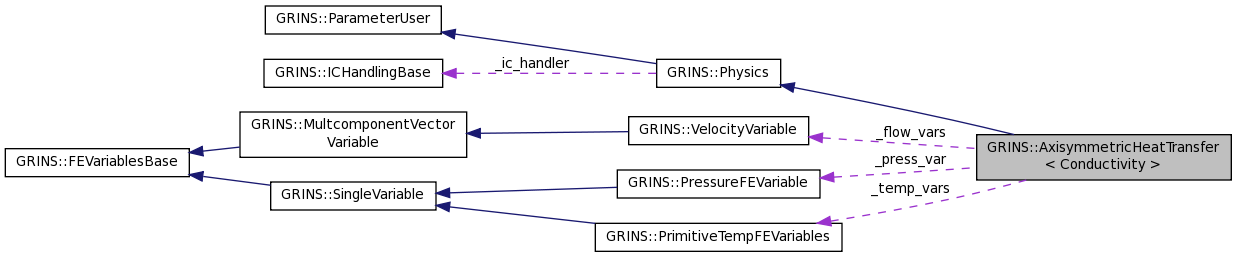 GRINS::ParameterUser
_ic_handler
GRINS::ICHandlingBase
GRINS::Physics
GRINS::MultcomponentVector
Variable
GRINS::VelocityVariable
_flow_vars
GRINS::AxisymmetricHeatTransfer
< Conductivity >
GRINS::FEVariablesBase
_press_var
GRINS::SingleVariable
GRINS::PressureFEVariable
_temp_vars
GRINS::PrimitiveTempFEVariables